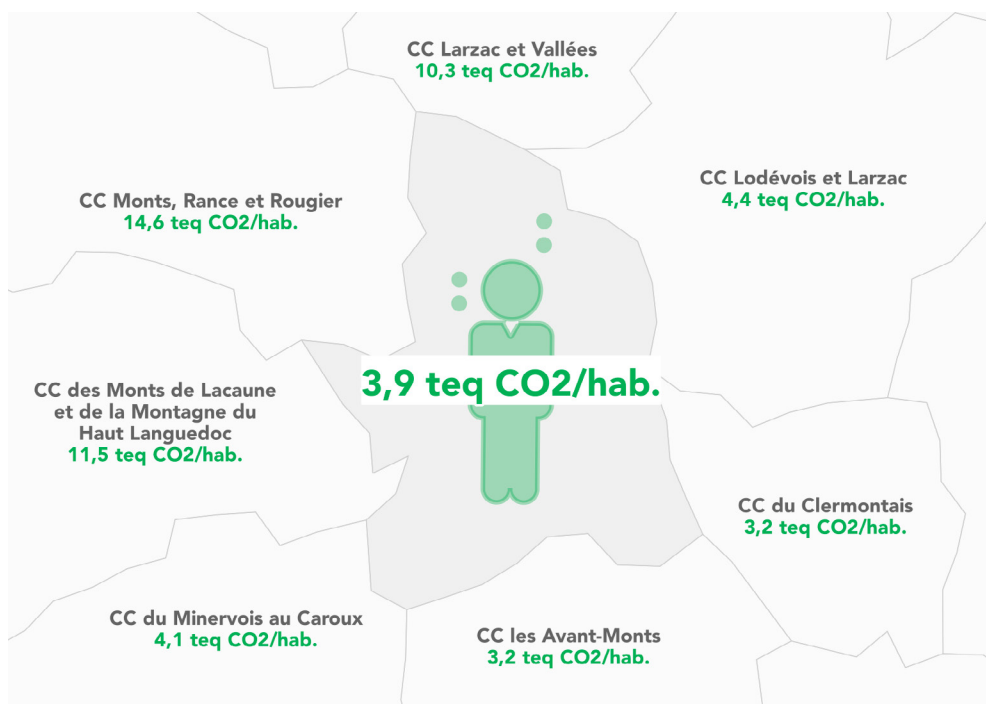 CC Larzac et Vallées
10,3 teq CO2/hab.
CC Lodévois et Larzac
4,4 teq CO2/hab.
CC Monts, Rance et Rougier
14,6 teq CO2/hab.
3,9 teq CO2/hab.
CC des Monts de Lacaune
et de la Montagne du
Haut Languedoc
11,5 teq CO2/hab.
CC du Clermontais
3,2 teq CO2/hab.
CC du Minervois au Caroux
4,1 teq CO2/hab.
CC les Avant-Monts
3,2 teq CO2/hab.